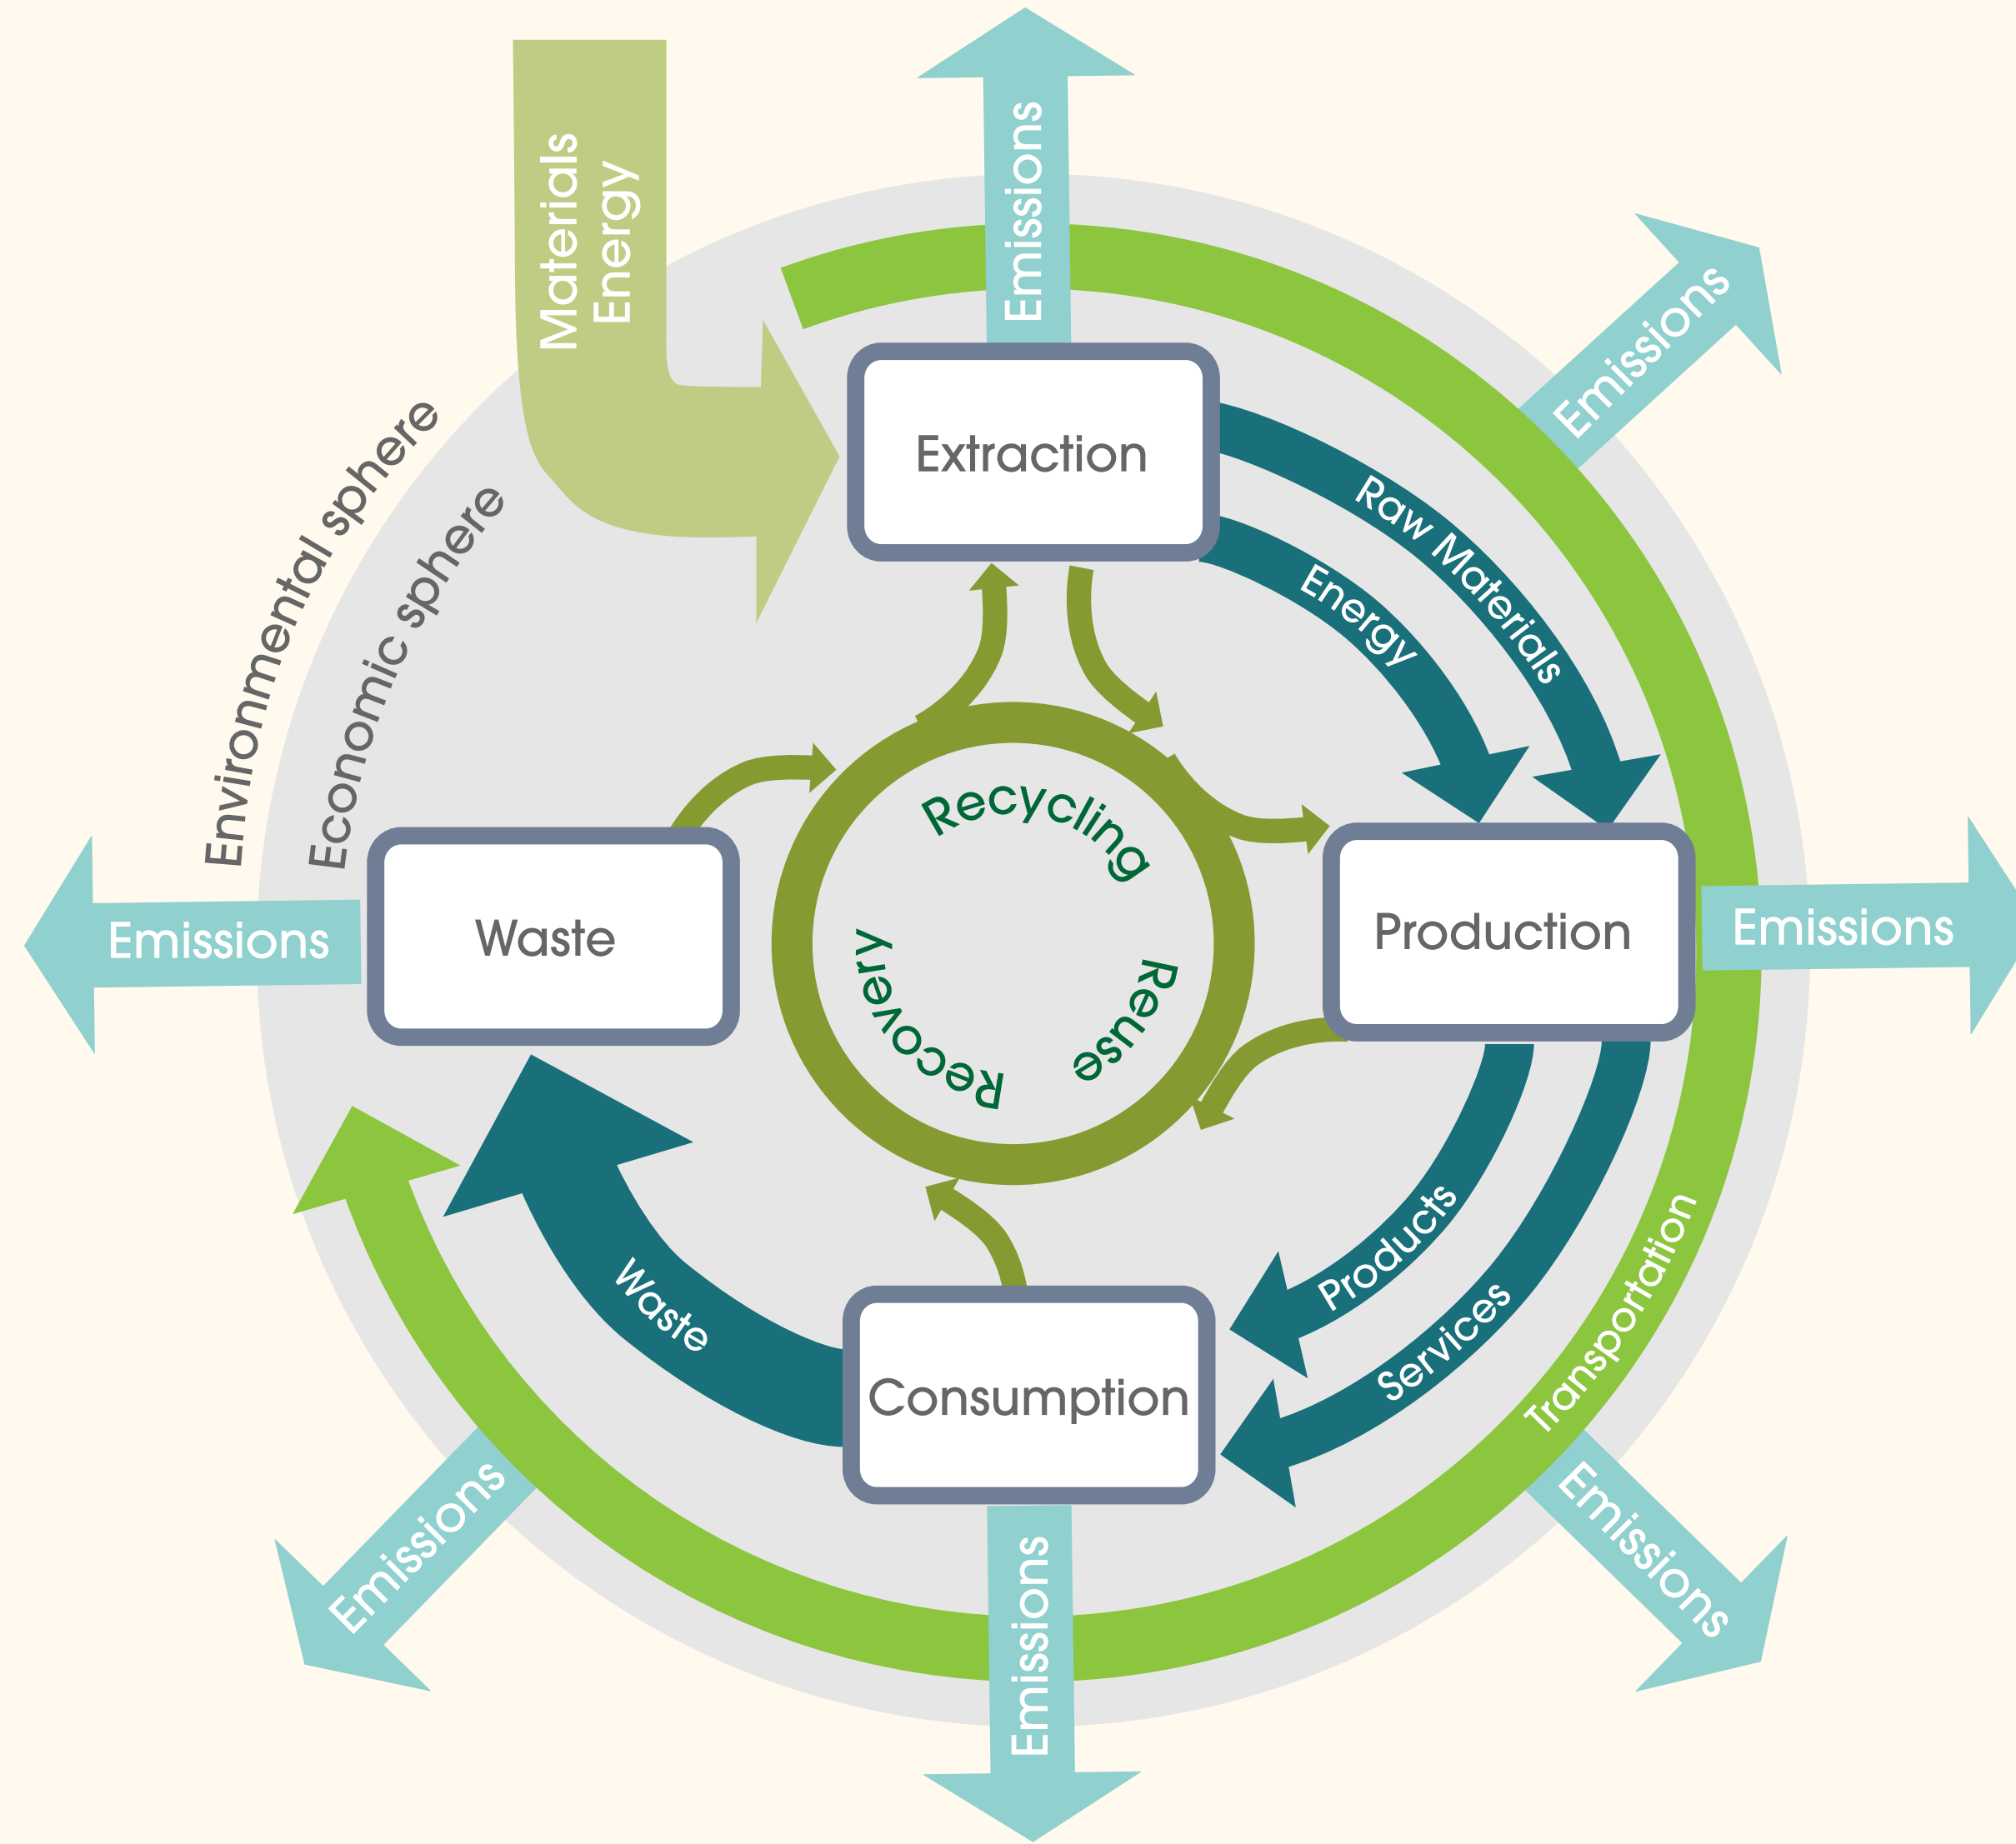 Materials
Energy
Emissions
Emissions
Environmental sphere
Economic sphere
Extraction
Raw Materials
Energy
Recycling
Reuse
Recovery
Waste
Production
Emissions
Emissions
Products
Services
Transportation
Waste
Consumption
Emissions
Emissions
Emissions